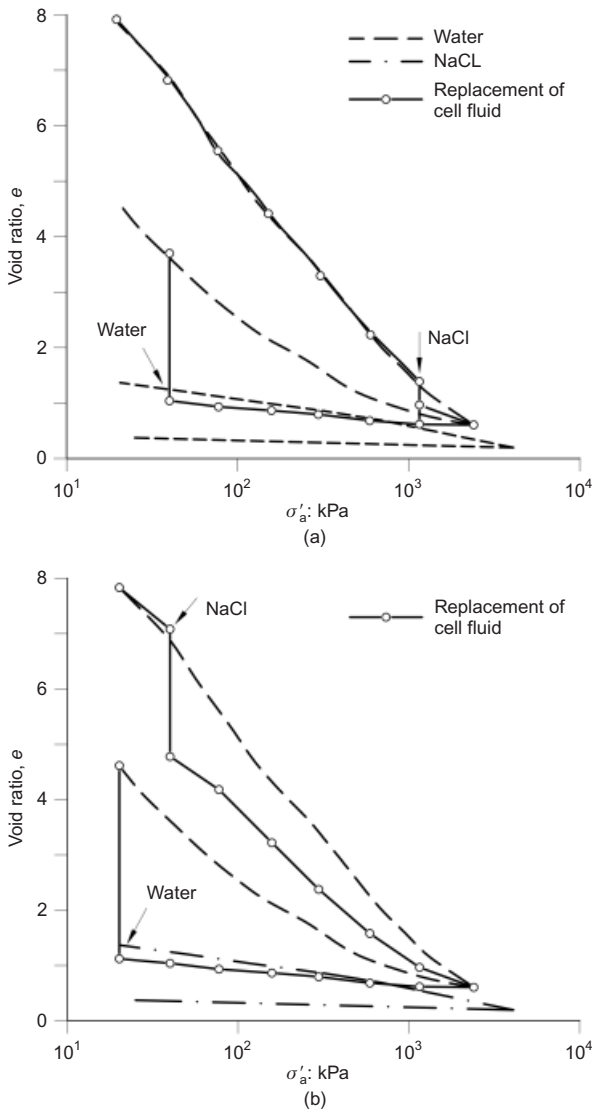 8
6
4
2
0
Void ratio, e
Water
NaCL
Replacement of
cell fluid
Water
NaCl
10¹
10²
10³
10⁴
σ′ₐ: kPa
(a)
8
6
4
2
0
Void ratio, e
NaCl
Replacement of
cell fluid
Water
10¹
10²
10³
10⁴
σ′ₐ: kPa
(b)